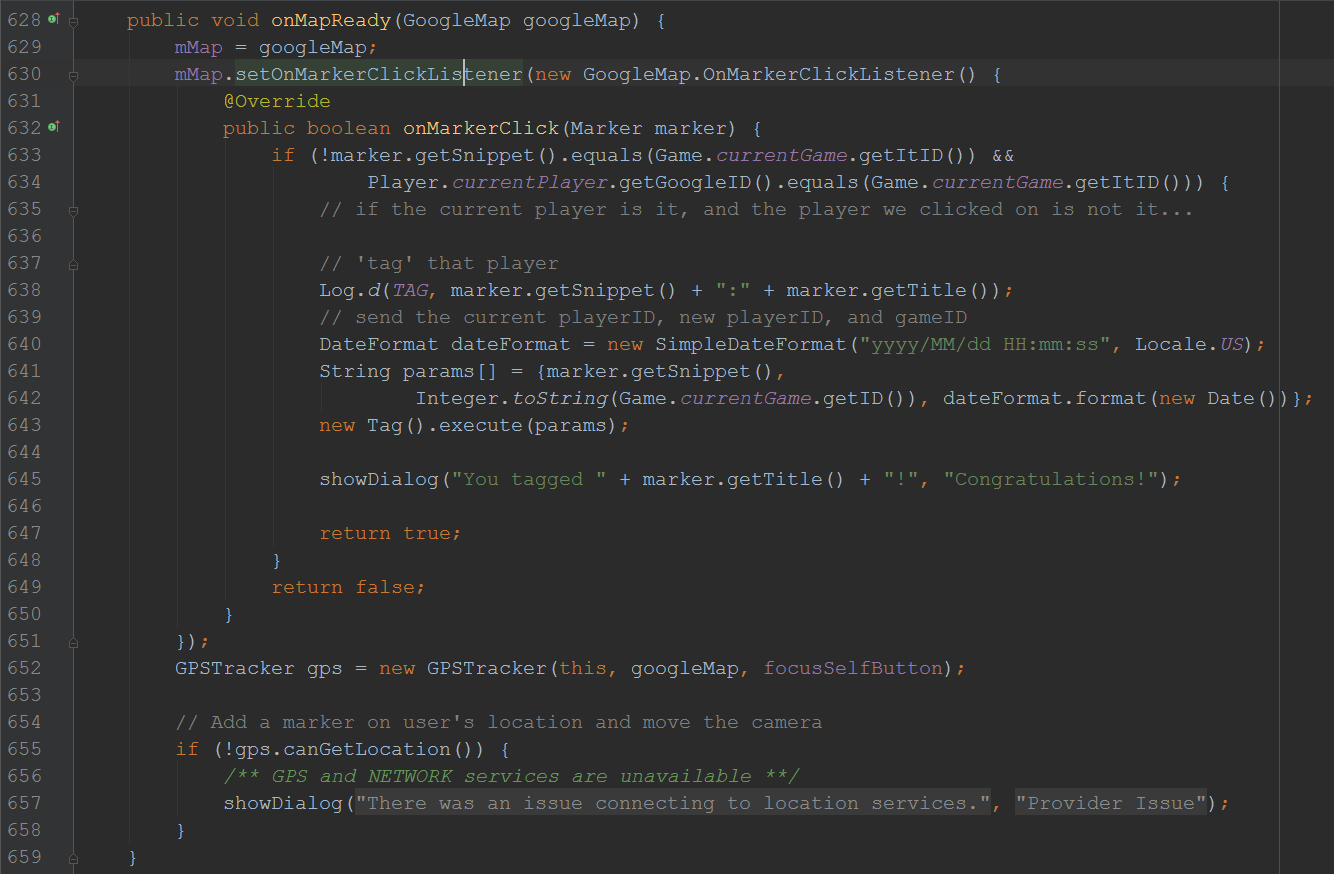 628 public void onMapReady(GoogleMap googleMap) {
629 mMap = googleMap;
630 mMap.setOnMarkerClickListener(new GoogleMap.OnMarkerClickListener() {
631 @Override
632 public boolean onMarkerClick(Marker marker) {
633 if (!marker.getSnippet().equals(Game.currentGame.getItID()) &&
634 Player.currentPlayer.getGoogleID().equals(Game.currentGame.getItID())) {
635 // if the current player is it, and the player we clicked on is not it...
636
637 // 'tag' that player
638 Log.d(TAG, marker.getSnippet() + ":" + marker.getTitle());
639 // send the current playerID, new playerID, and gameID
640 DateFormat dateFormat = new SimpleDateFormat("yyyy/MM/dd HH:mm:ss", Locale.US);
641 String params[] = {marker.getSnippet(),
642 Integer.toString(Game.currentGame.getID()), dateFormat.format(new Date())};
643 new Tag().execute(params);
644
645 showDialog("You tagged " + marker.getTitle() + "!", "Congratulations!");
646
647 return true;
648 }
649 return false;
650 }
651 });
652 GPSTracker gps = new GPSTracker(this, googleMap, focusSelfButton);
653
654 // Add a marker on user's location and move the camera
655 if (!gps.canGetLocation()) {
656 /** GPS and NETWORK services are unavailable **/
657 showDialog("There was an issue connecting to location services.", "Provider Issue");
658 }
659 }